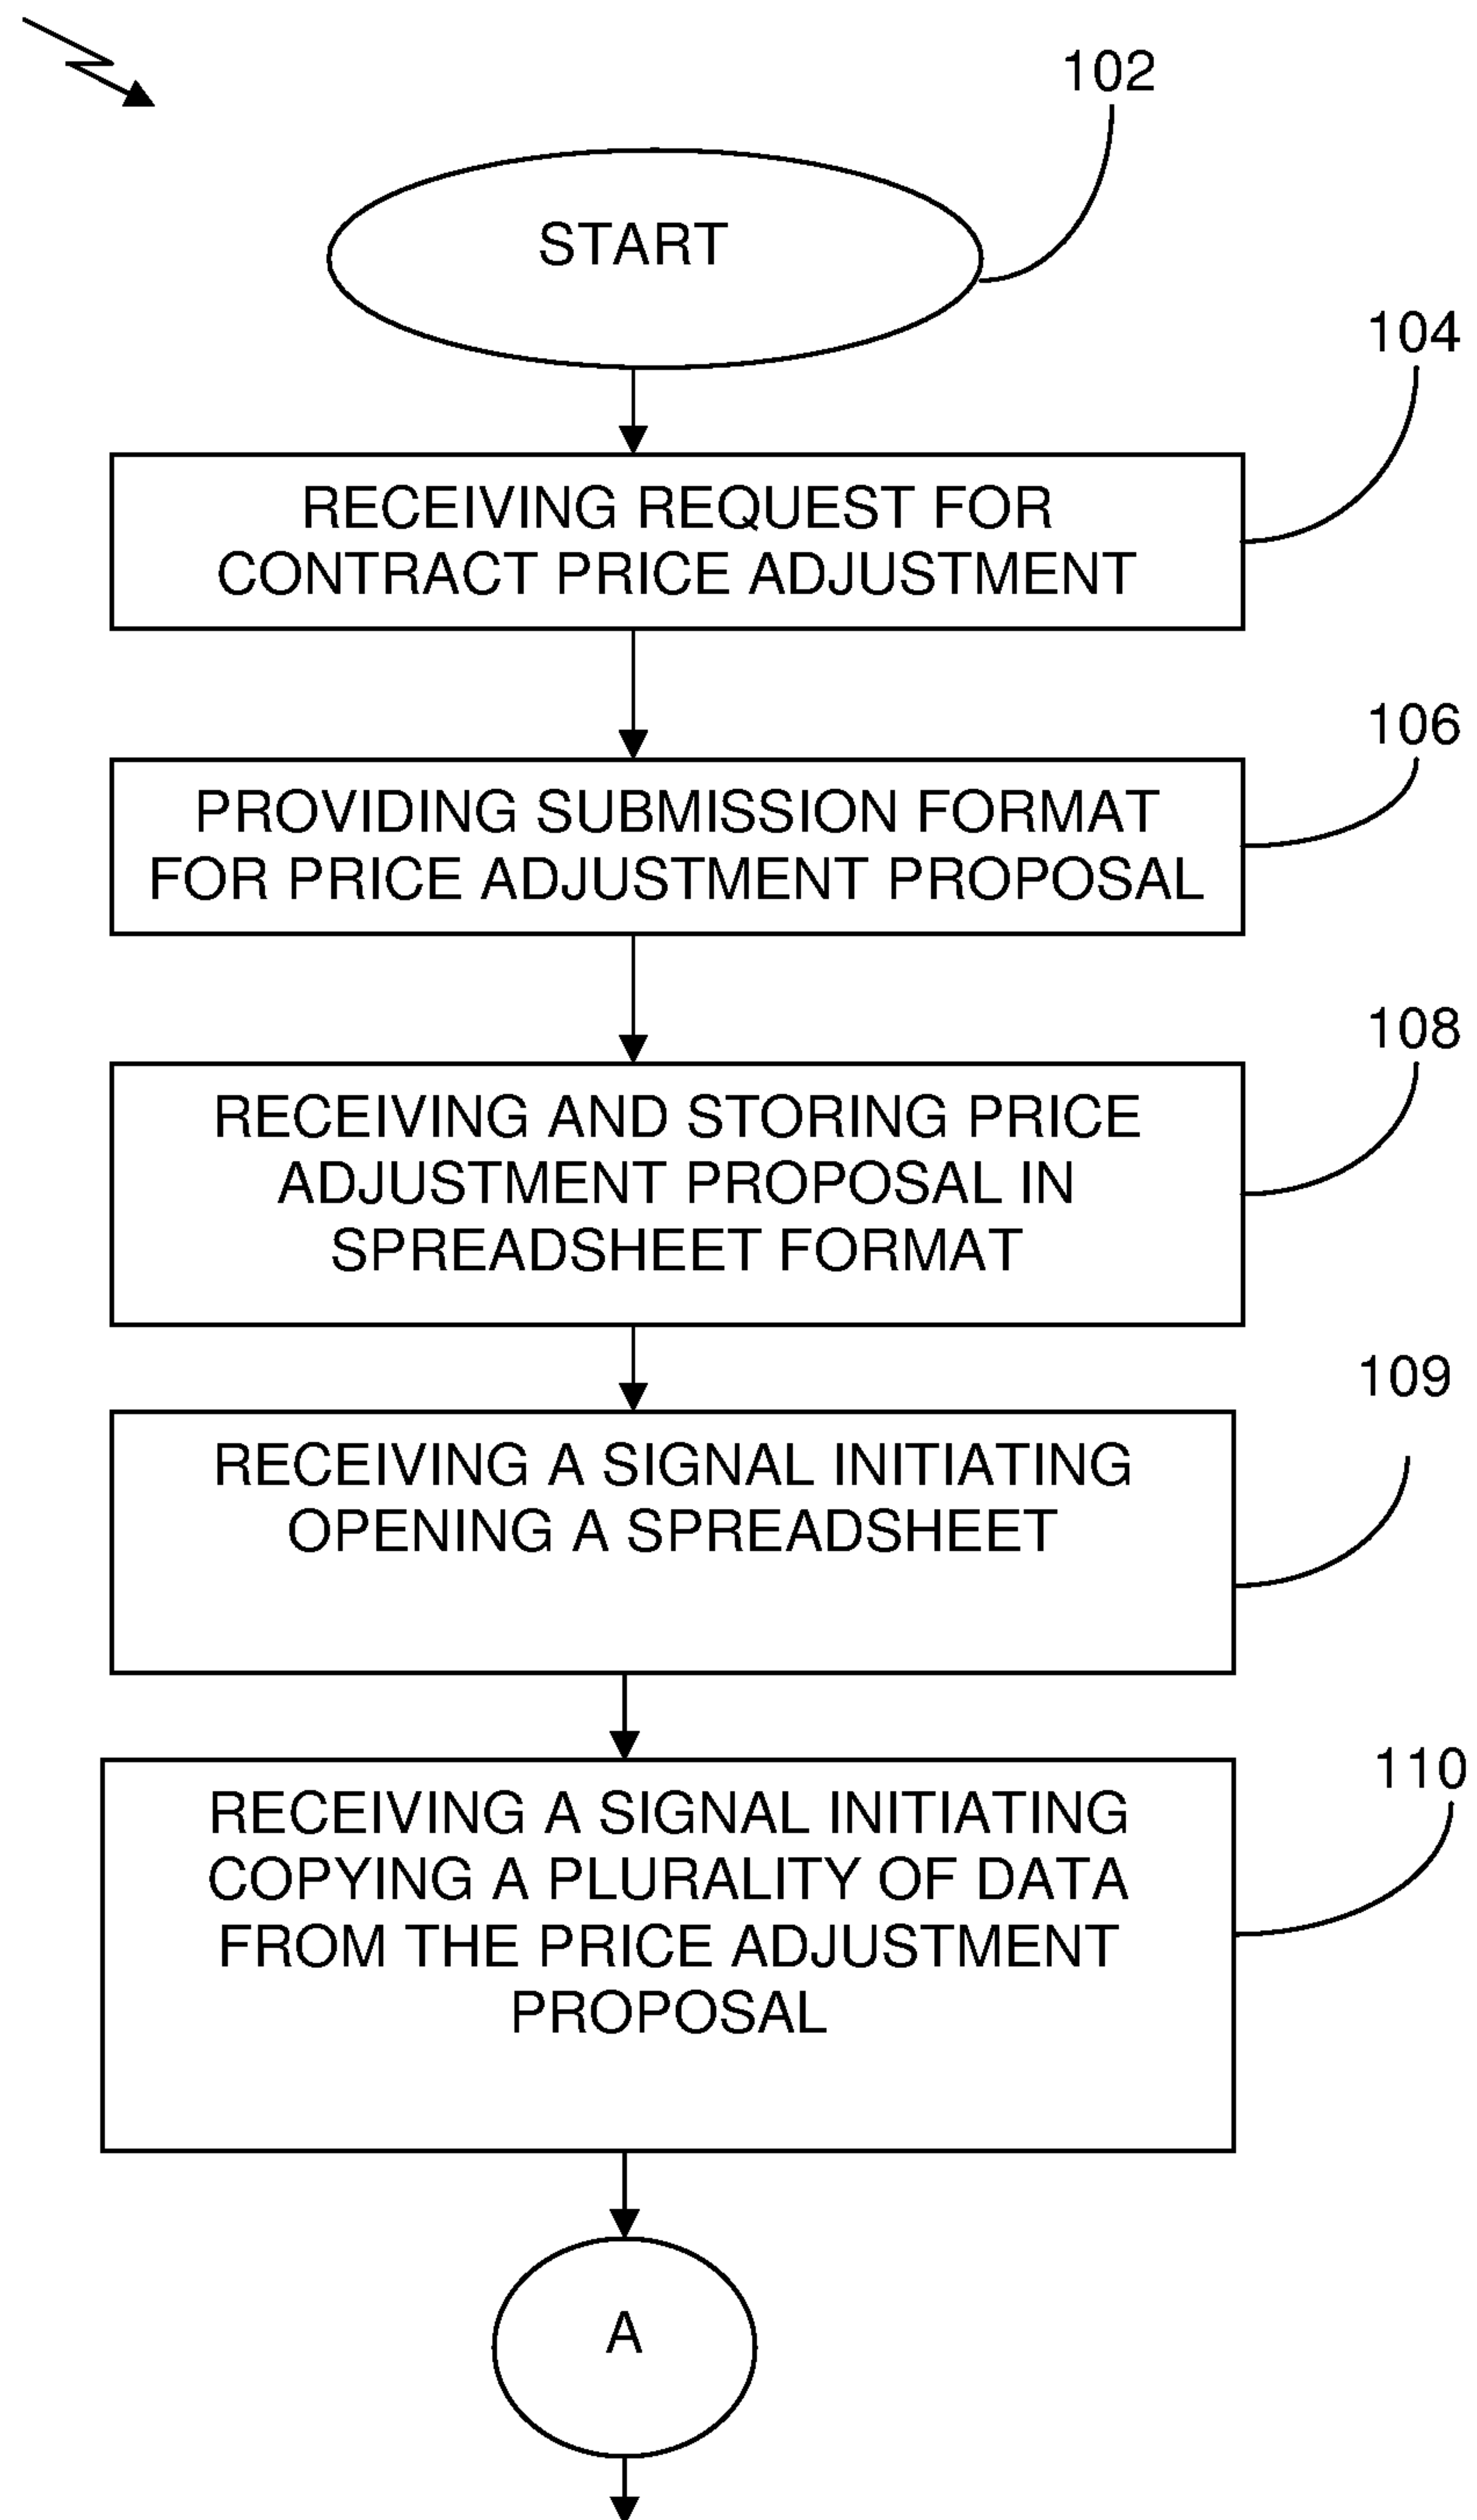 102
START
104
RECEIVING REQUEST FOR
CONTRACT PRICE ADJUSTMENT
106
PROVIDING SUBMISSION FORMAT
FOR PRICE ADJUSTMENT PROPOSAL
108
RECEIVING AND STORING PRICE
ADJUSTMENT PROPOSAL IN
SPREADSHEET FORMAT
109
RECEIVING A SIGNAL INITIATING
OPENING A SPREADSHEET
110
RECEIVING A SIGNAL INITIATING
COPYING A PLURALITY OF DATA
FROM THE PRICE ADJUSTMENT
PROPOSAL
A